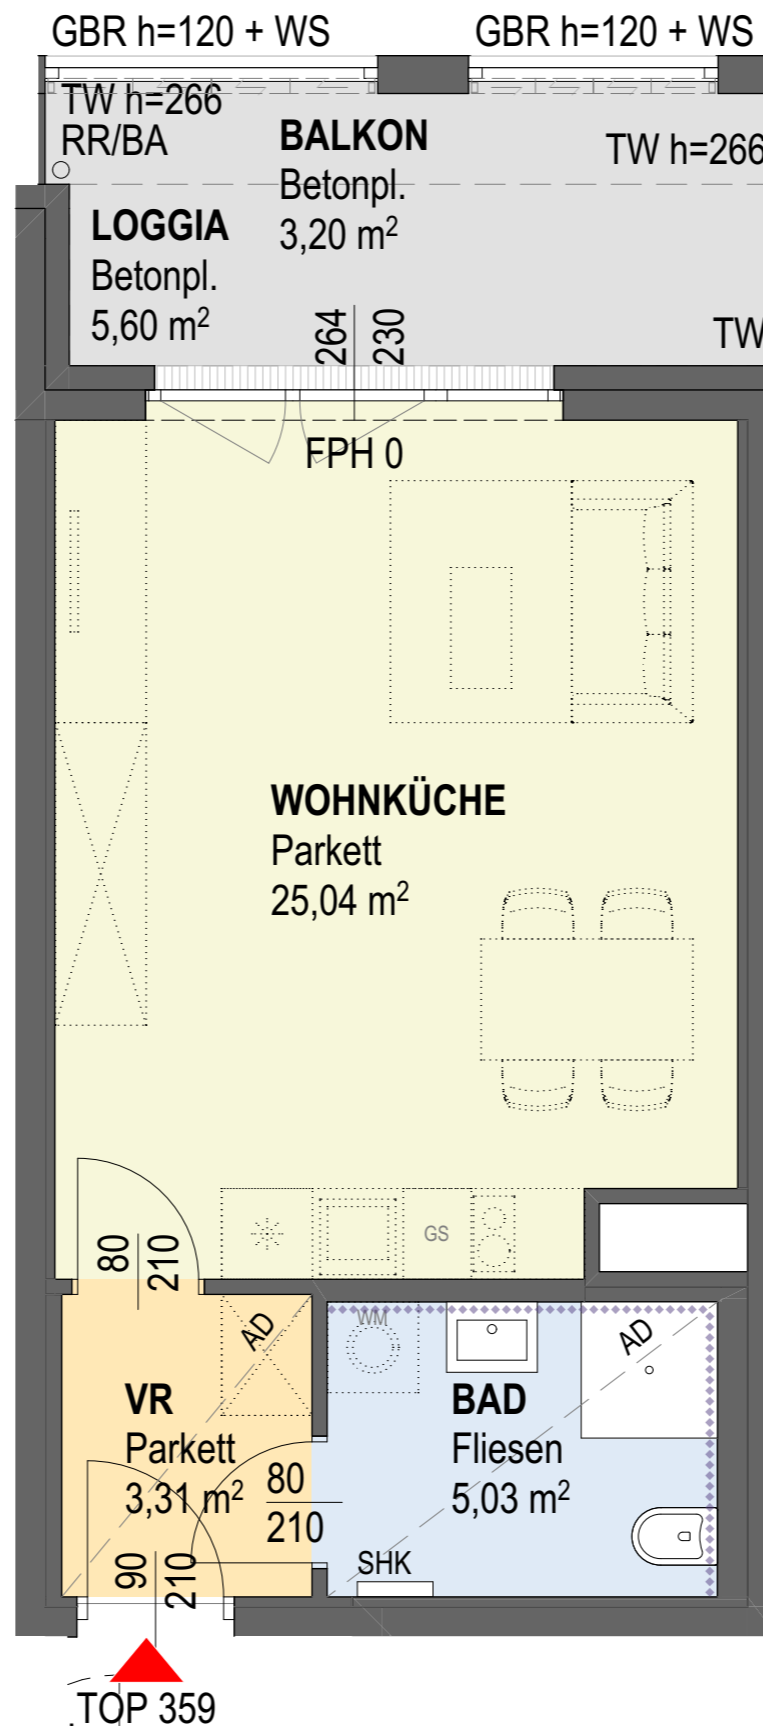 GBR h=120 + WS
GBR h=120 + WS
TW h=266
RR/BA
BALKON
Betonpl.
3,20 m²
TW h=266
LOGGIA
Betonpl.
5,60 m²
264
230
TW
FPH 0
WOHNKÜCHE
Parkett
25,04 m²
GS
80
210
AD
WM
AD
VR
Parkett
3,31 m²
BAD
Fliesen
5,03 m²
80
210
90
210
SHK
TOP 359